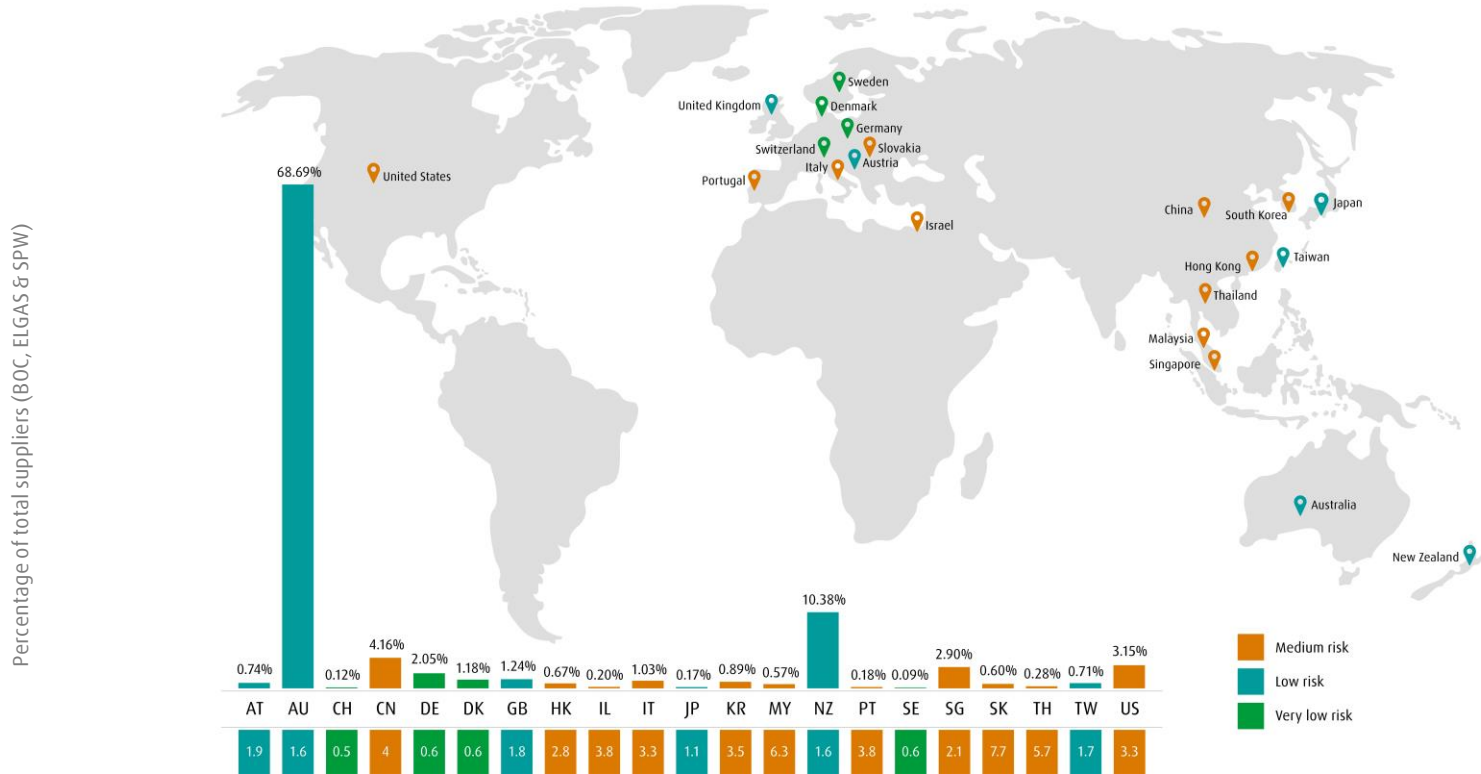 Percentage of total suppliers (BOC, ELGAS & SPW)
Sweden
United Kingdom
Denmark
Germany
Switzerland
Slovakia
Italy
Austria
United States
Portugal
Israel
China
South Korea
Japan
Hong Kong
Taiwan
Thailand
Malaysia
Singapore
Australia
New Zealand
0.74% 68.69% 0.12% 4.16% 2.05% 1.18% 1.24% 0.67% 0.20% 1.03% 0.17% 0.89% 0.57% 10.38% 0.18% 0.09% 2.90% 0.60% 0.28% 0.71% 3.15%
AT AU CH CN DE DK GB HK IL IT JP KR MY NZ PT SE SG SK TH TW US
1.9 1.6 0.5 4 0.6 0.6 1.8 2.8 3.8 3.3 1.1 3.5 6.3 1.6 3.8 0.6 2.1 7.7 5.7 1.7 3.3
Medium risk
Low risk
Very low risk